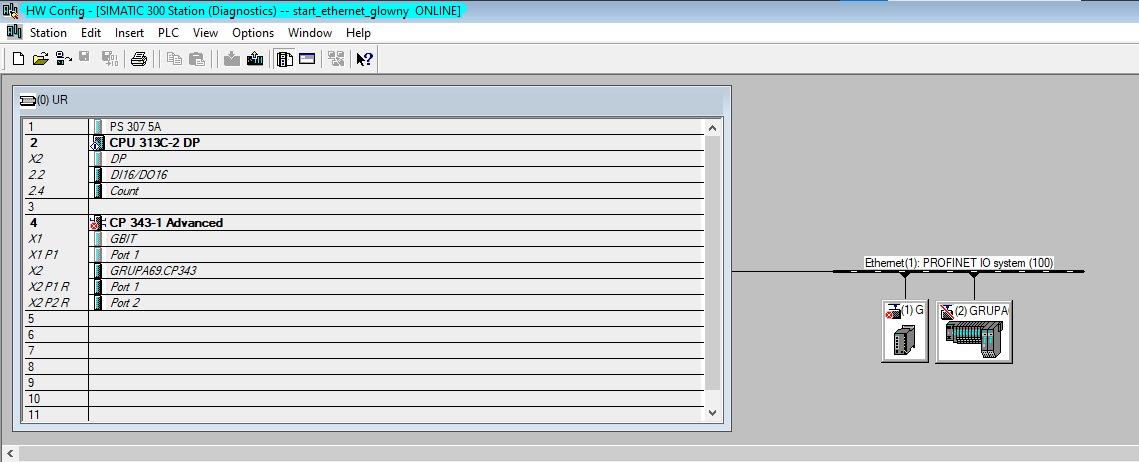 HW Config - [SIMATIC 300 Station (Diagnostics) -- start_ethernet_glowny ONLINE]
Station Edit Insert PLC View Options Window Help
(0) UR
1 PS 307 5A
2 CPU 313C-2 DP
X2 DP
2.2 DI16/DO16
2.4 Count
3
4 CP 343-1 Advanced
X1 GBIT
X1 P1 Port 1
X2 GRUPA69.CP343
X2 P1 R Port 1
X2 P2 R Port 2
5
6
7
8
9
10
11
Ethernet(1): PROFINET IO system (100)
(1) G
(2) GRUPA